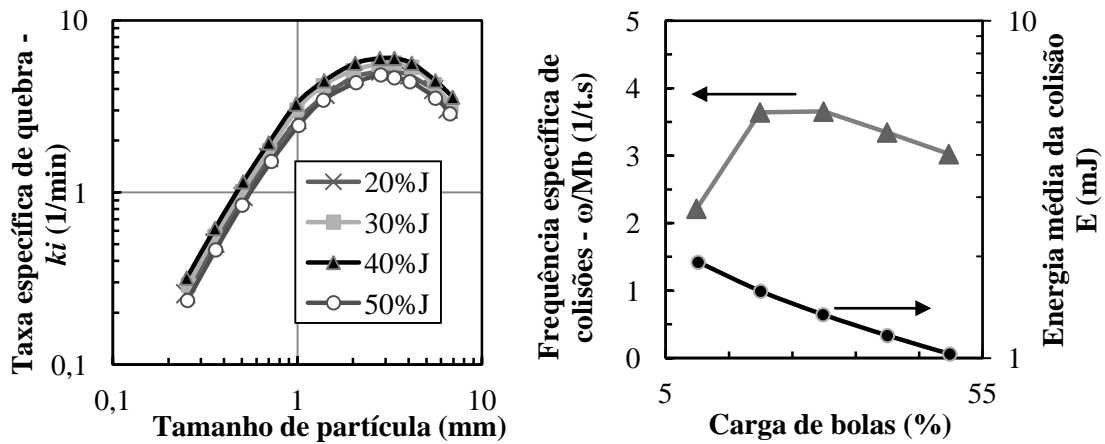 Taxa específica de quebra -
ki (1/min)
10
1
0,1
20%J
30%J
40%J
50%J
0,1
1
10
Tamanho de partícula (mm)
Frequência específica de
colisões - ω/Mb (1/t.s)
5
4
3
2
1
0
5
55
Carga de bolas (%)
10
1
Energia média da colisão
E (mJ)